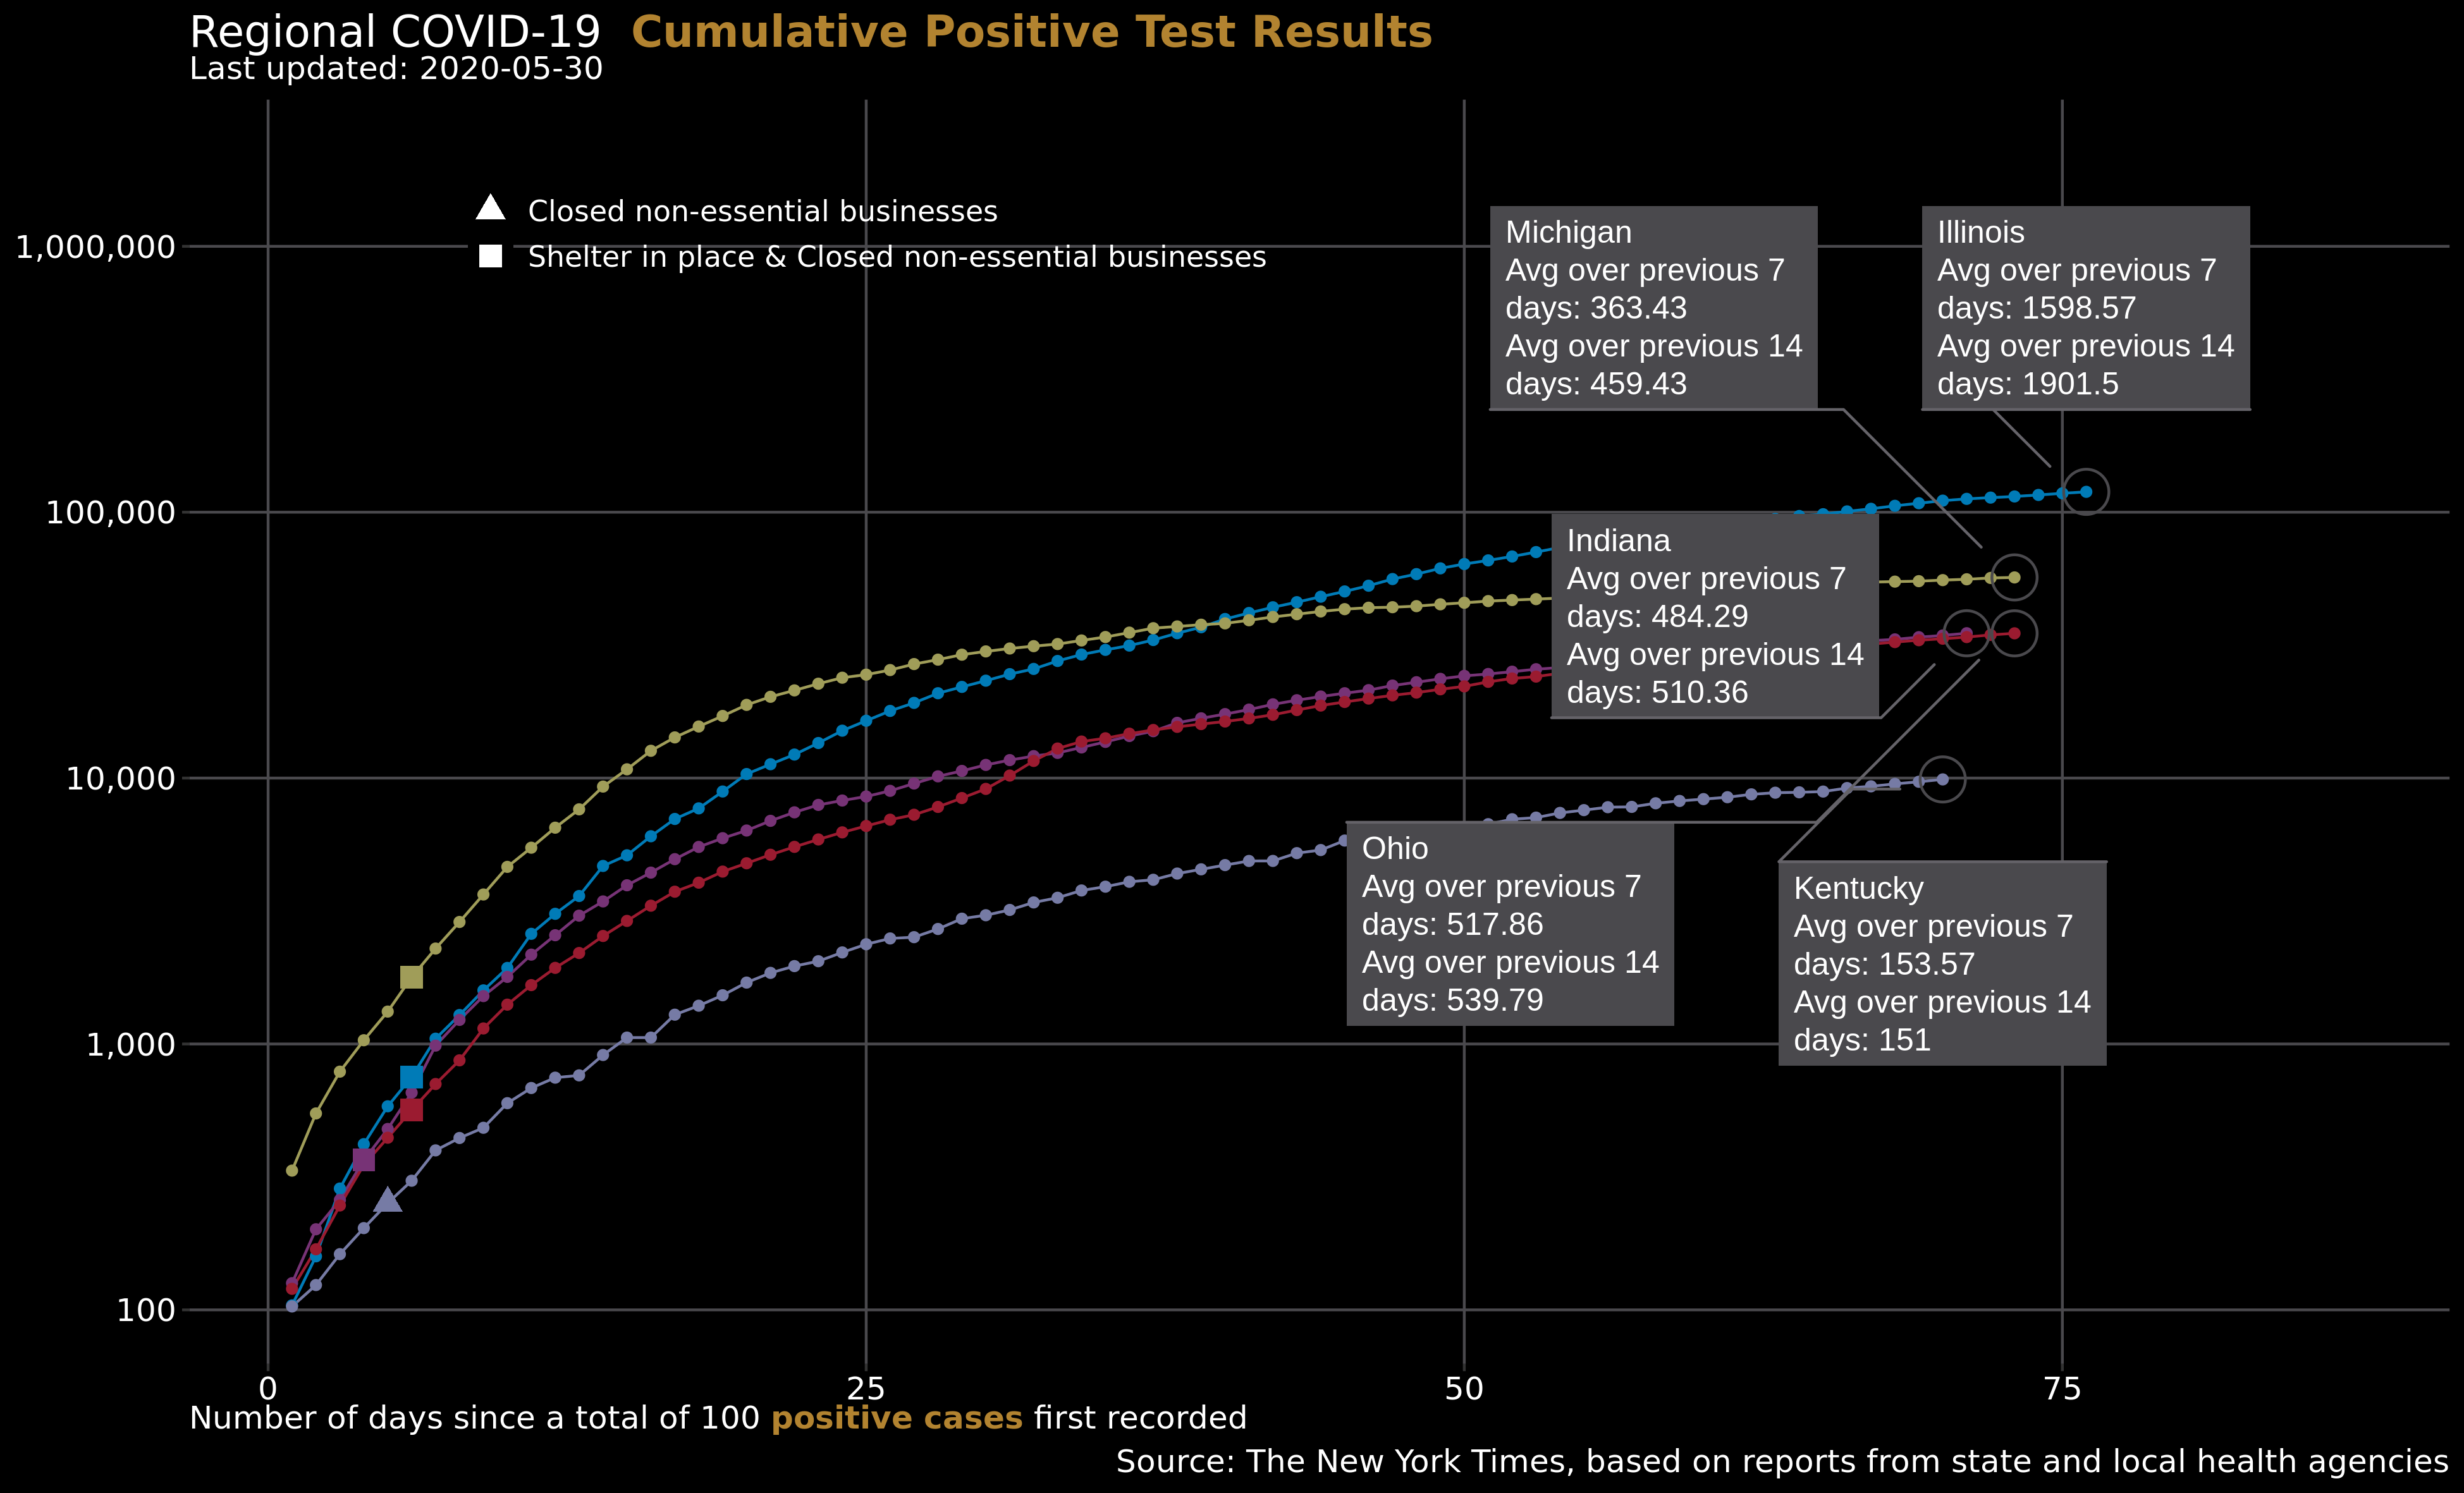 Regional COVID-19 Cumulative Positive Test Results
Last updated: 2020-05-30
Closed non-essential businesses
Shelter in place & Closed non-essential businesses
1,000,000
100,000
10,000
1,000
100
Michigan
Avg over previous 7
days: 363.43
Avg over previous 14
days: 459.43
Illinois
Avg over previous 7
days: 1598.57
Avg over previous 14
days: 1901.5
Indiana
Avg over previous 7
days: 484.29
Avg over previous 14
days: 510.36
Ohio
Avg over previous 7
days: 517.86
Avg over previous 14
days: 539.79
Kentucky
Avg over previous 7
days: 153.57
Avg over previous 14
days: 151
0 25 50 75
Number of days since a total of 100 positive cases first recorded
Source: The New York Times, based on reports from state and local health agencies